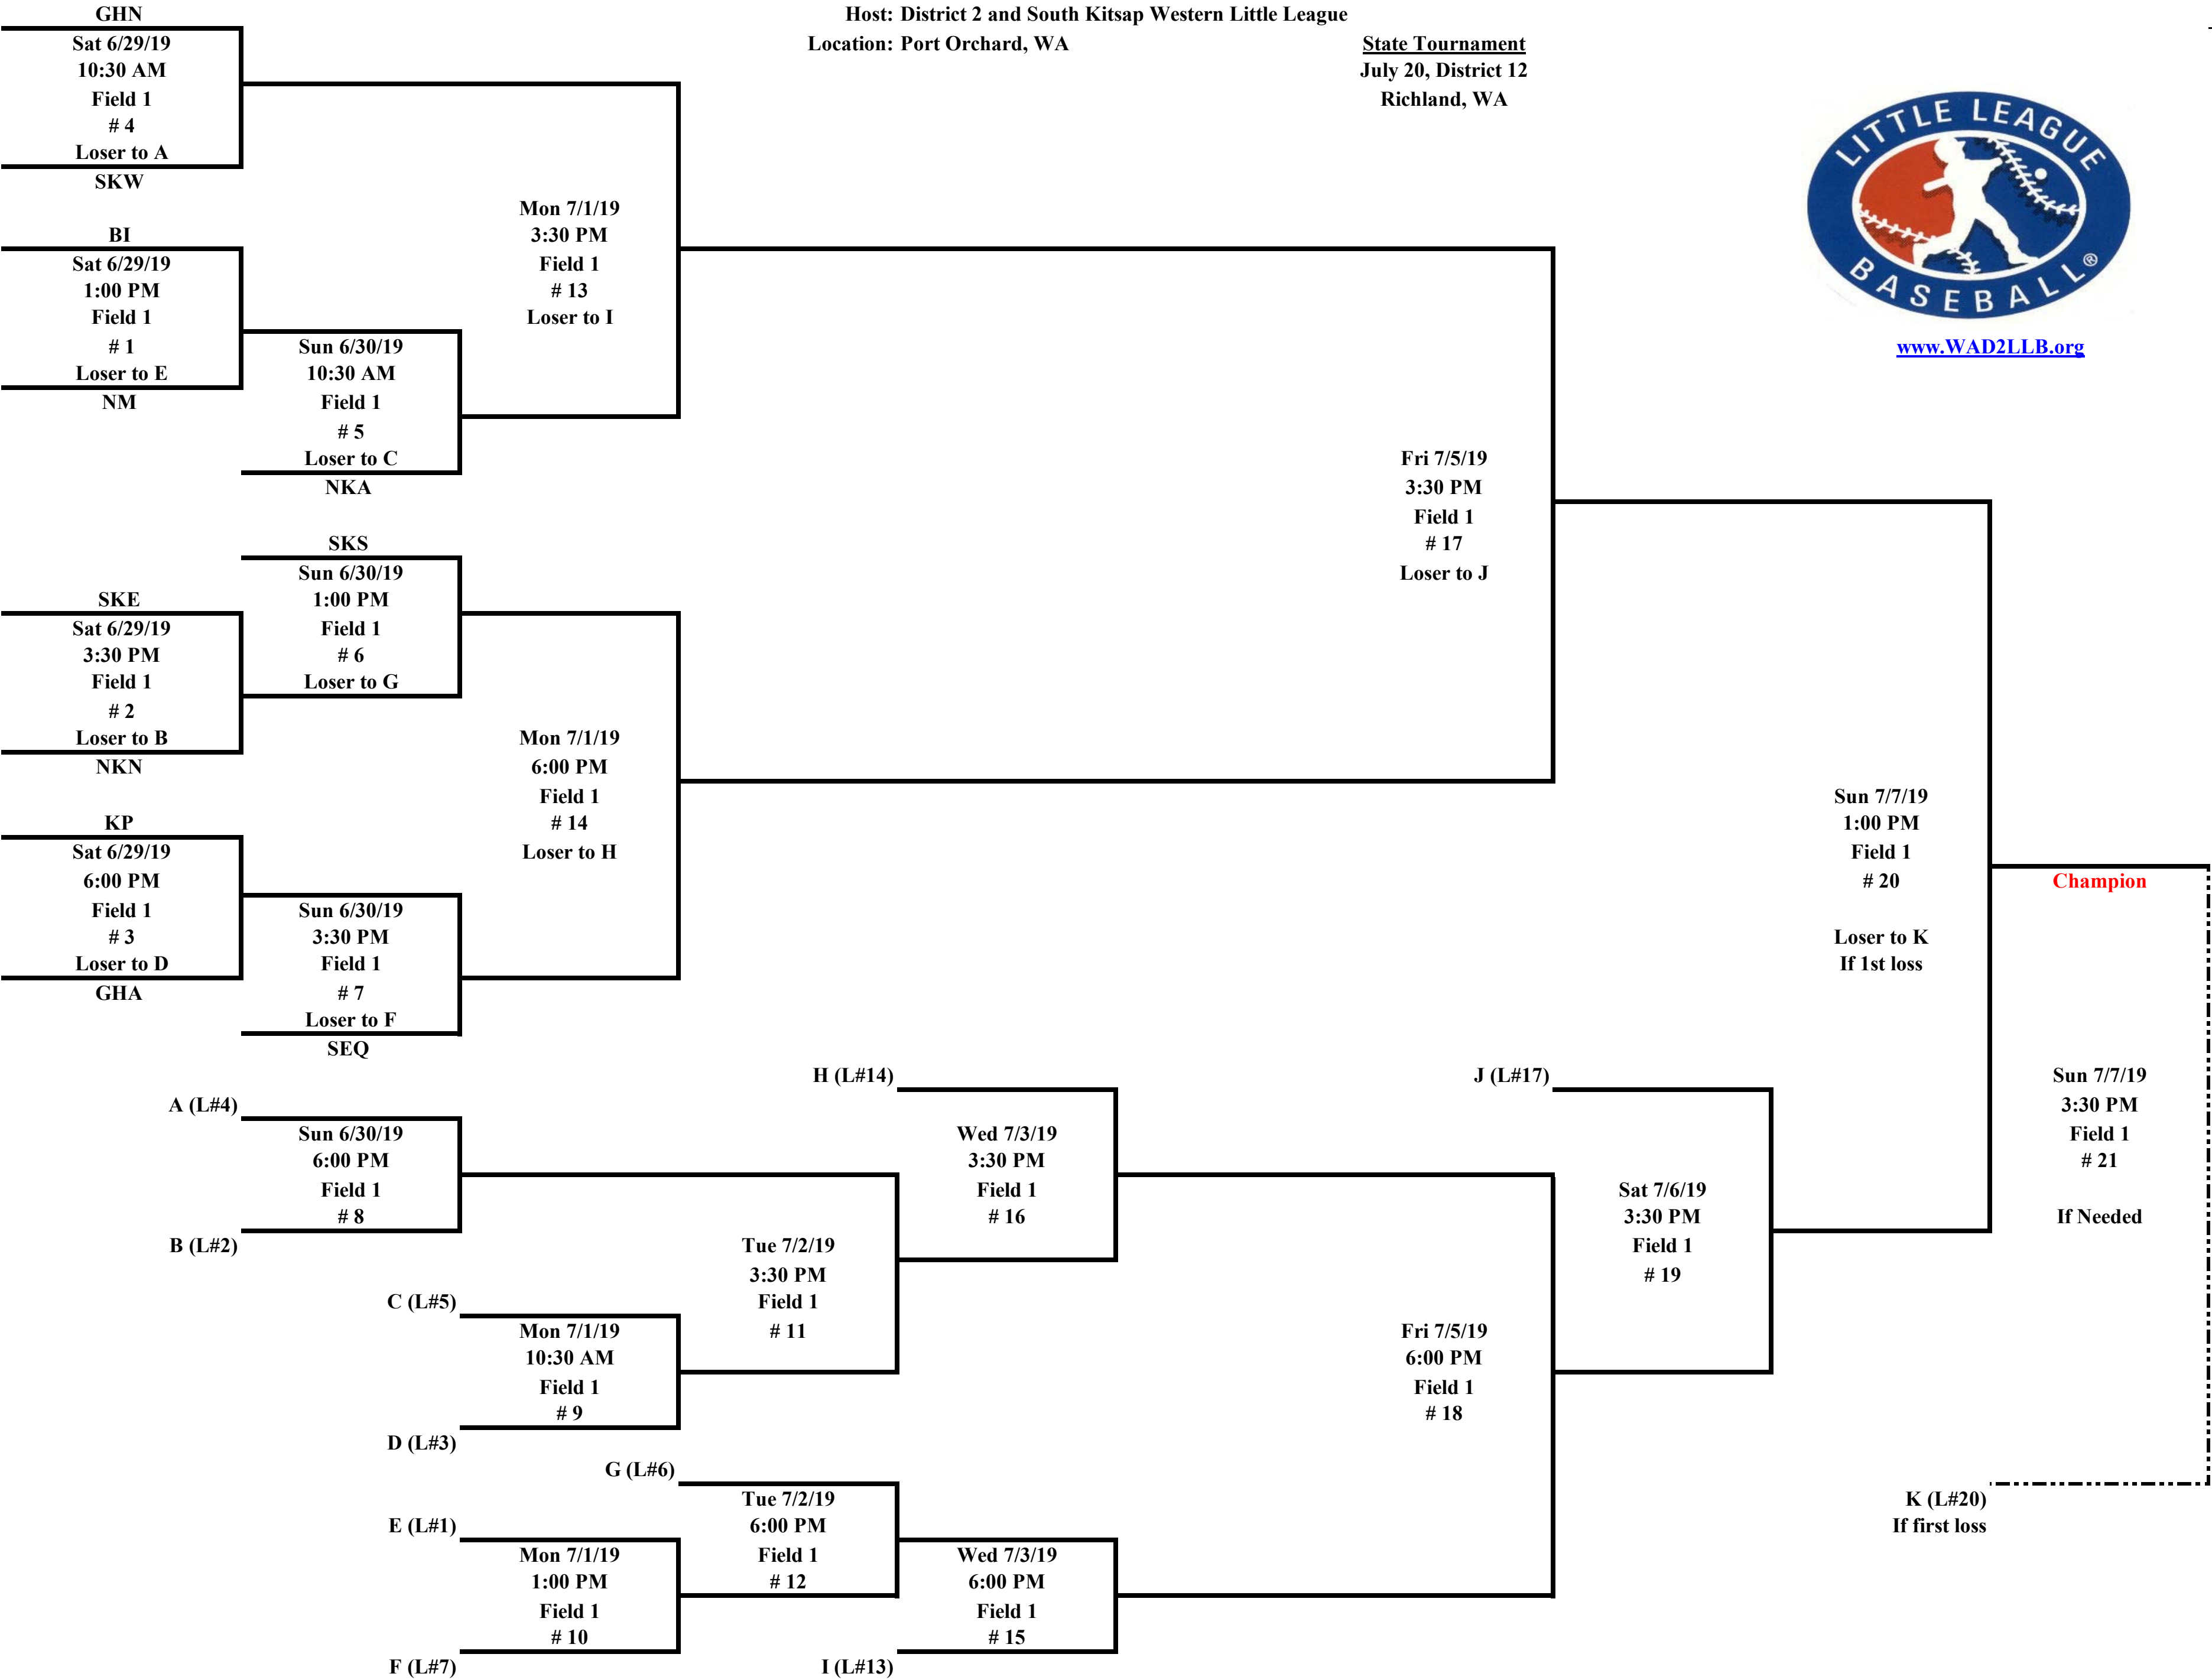 Host: District 2 and South Kitsap Western Little League
Location: Port Orchard, WA
State Tournament
July 20, District 12
Richland, WA
LITTLE LEAGUE
BASEBALL®
www.WAD2LLB.org
GHN
Sat 6/29/19
10:30 AM
Field 1
# 4
Loser to A
SKW
BI
Sat 6/29/19
1:00 PM
Field 1
# 1
Loser to E
NM
Sun 6/30/19
10:30 AM
Field 1
# 5
Loser to C
NKA
Mon 7/1/19
3:30 PM
Field 1
# 13
Loser to I
SKS
Sun 6/30/19
1:00 PM
Field 1
# 6
Loser to G
SKE
Sat 6/29/19
3:30 PM
Field 1
# 2
Loser to B
NKN
KP
Sat 6/29/19
6:00 PM
Field 1
# 3
Loser to D
GHA
Sun 6/30/19
3:30 PM
Field 1
# 7
Loser to F
SEQ
Mon 7/1/19
6:00 PM
Field 1
# 14
Loser to H
Fri 7/5/19
3:30 PM
Field 1
# 17
Loser to J
Sun 7/7/19
1:00 PM
Field 1
# 20
Loser to K
If 1st loss
Champion
Sun 7/7/19
3:30 PM
Field 1
# 21
If Needed
A (L#4)
Sun 6/30/19
6:00 PM
Field 1
# 8
B (L#2)
C (L#5)
Mon 7/1/19
10:30 AM
Field 1
# 9
D (L#3)
Tue 7/2/19
3:30 PM
Field 1
# 11
H (L#14)
Wed 7/3/19
3:30 PM
Field 1
# 16
G (L#6)
Tue 7/2/19
6:00 PM
Field 1
# 12
E (L#1)
Mon 7/1/19
1:00 PM
Field 1
# 10
F (L#7)
Wed 7/3/19
6:00 PM
Field 1
# 15
I (L#13)
Fri 7/5/19
6:00 PM
Field 1
# 18
J (L#17)
Sat 7/6/19
3:30 PM
Field 1
# 19
K (L#20)
If first loss